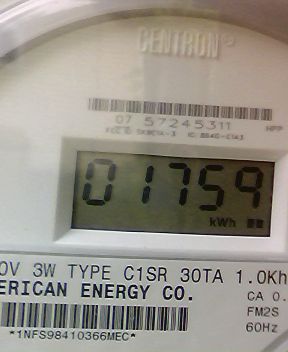 CENTRON®
07 57245311
01759
kWh
0V 3W TYPE C1SR 30TA 1.0Kh
ERICAN ENERGY CO. CA 0.
FM2S
60Hz
*1NFS98410366MEC*